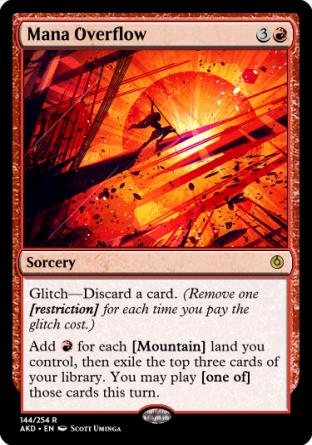 Mana Overflow 3
Sorcery
Glitch—Discard a card. (Remove one
[restriction] for each time you pay the
glitch cost.)
Add for each [Mountain] land you
control, then exile the top three cards of
your library. You may play [one of]
those cards this turn.
144/254 R
AKD • EN Scott Uminga